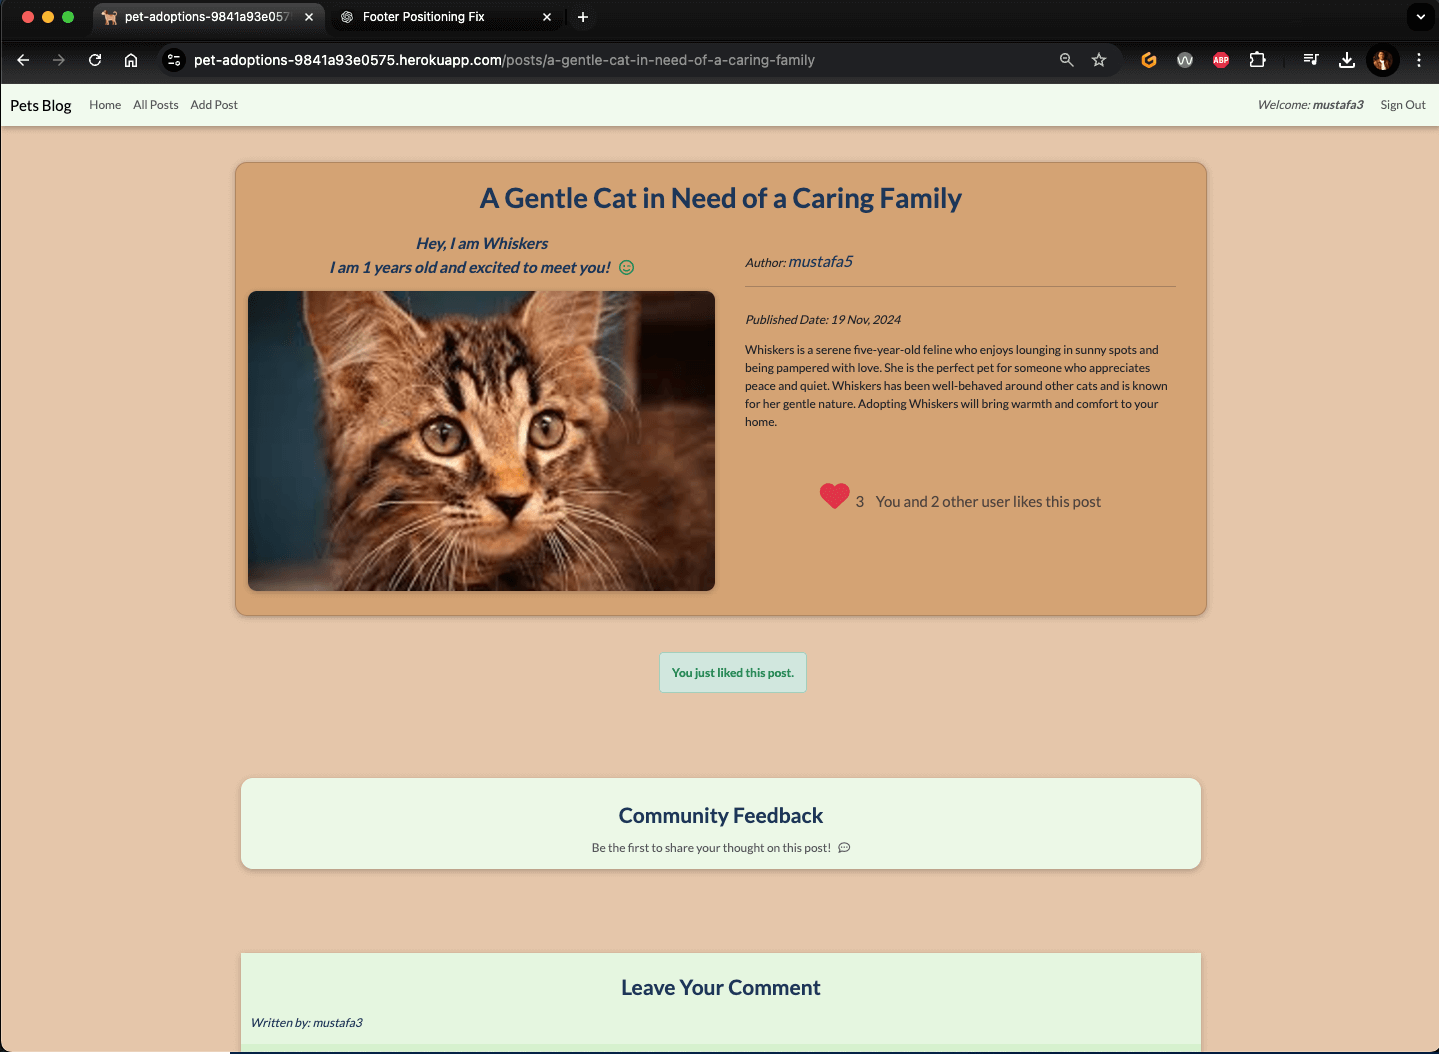 pet-adoptions-9841a93e057
Footer Positioning Fix
pet-adoptions-9841a93e0575.herokuapp.com/posts/a-gentle-cat-in-need-of-a-caring-family
ABP
Pets Blog Home All Posts Add Post Welcome: mustafa3 Sign Out
A Gentle Cat in Need of a Caring Family
Hey, I am Whiskers
I am 1 years old and excited to meet you!
Author: mustafa5
Published Date: 19 Nov, 2024
Whiskers is a serene five-year-old feline who enjoys lounging in sunny spots and
being pampered with love. She is the perfect pet for someone who appreciates
peace and quiet. Whiskers has been well-behaved around other cats and is known
for her gentle nature. Adopting Whiskers will bring warmth and comfort to your
home.
3 You and 2 other user likes this post
You just liked this post.
Community Feedback
Be the first to share your thought on this post!
Leave Your Comment
Written by: mustafa3